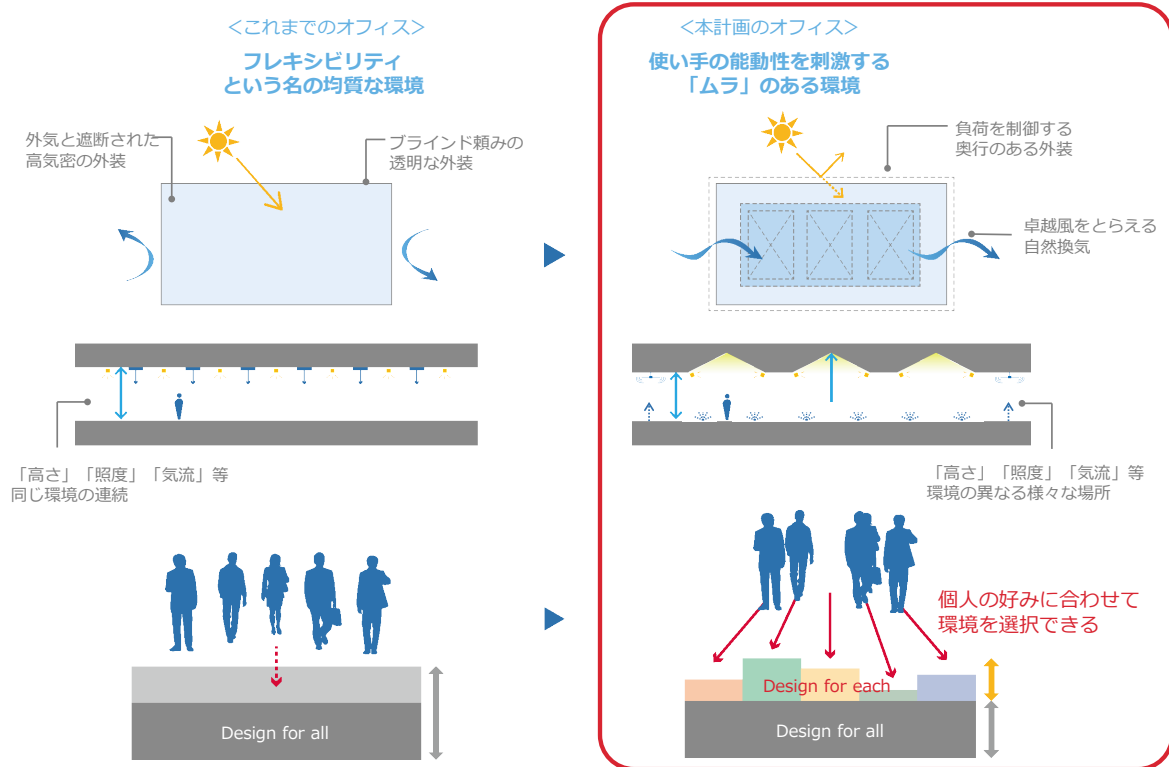 ＜これまでのオフィス＞
フレキシビリティ
という名の均質な環境
外気と遮断された
高気密の外装
ブラインド頼みの
透明な外装
「高さ」「照度」「気流」等
同じ環境の連続
Design for all
＜本計画のオフィス＞
使い手の能動性を刺激する
「ムラ」のある環境
負荷を制御する
奥行のある外装
卓越風をとらえる
自然換気
「高さ」「照度」「気流」等
環境の異なる様々な場所
個人の好みに合わせて
環境を選択できる
Design for each
Design for all